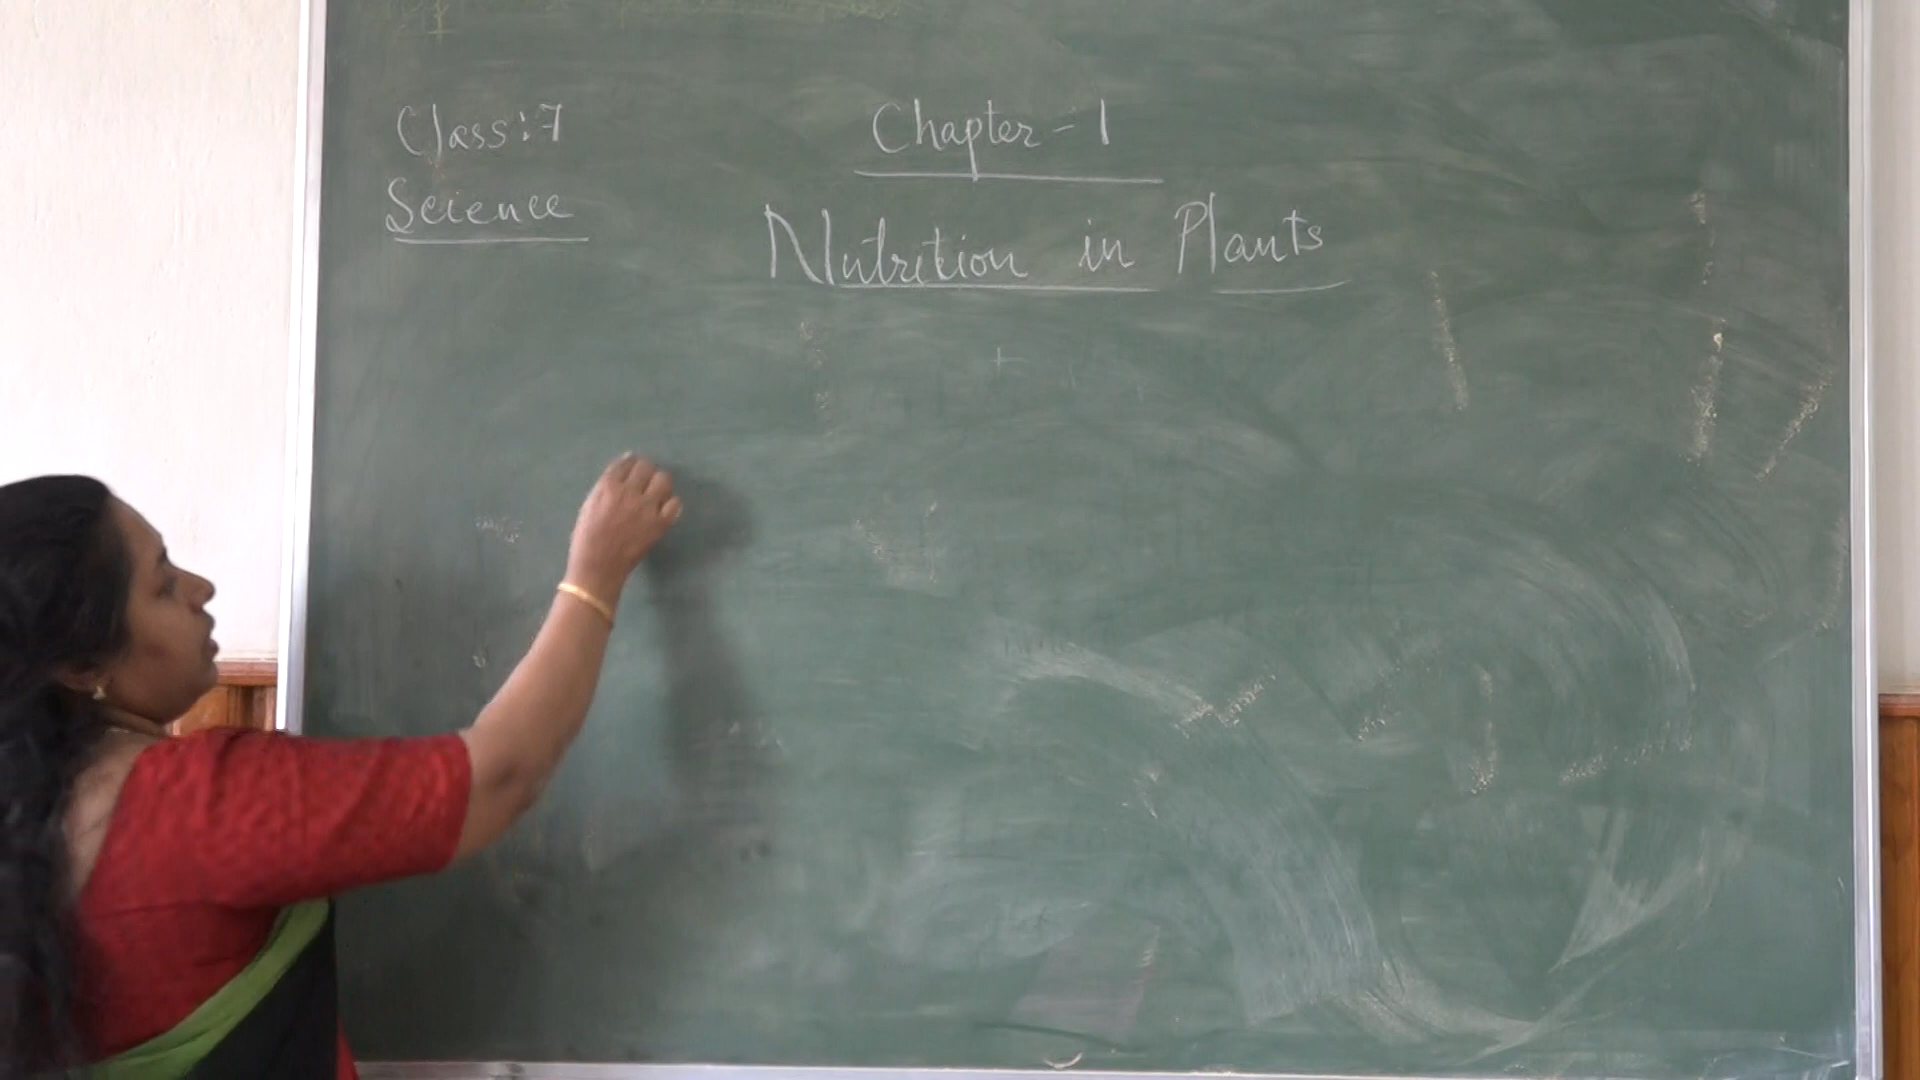 Class: 7
Science
Chapter - 1
Nutrition in Plants